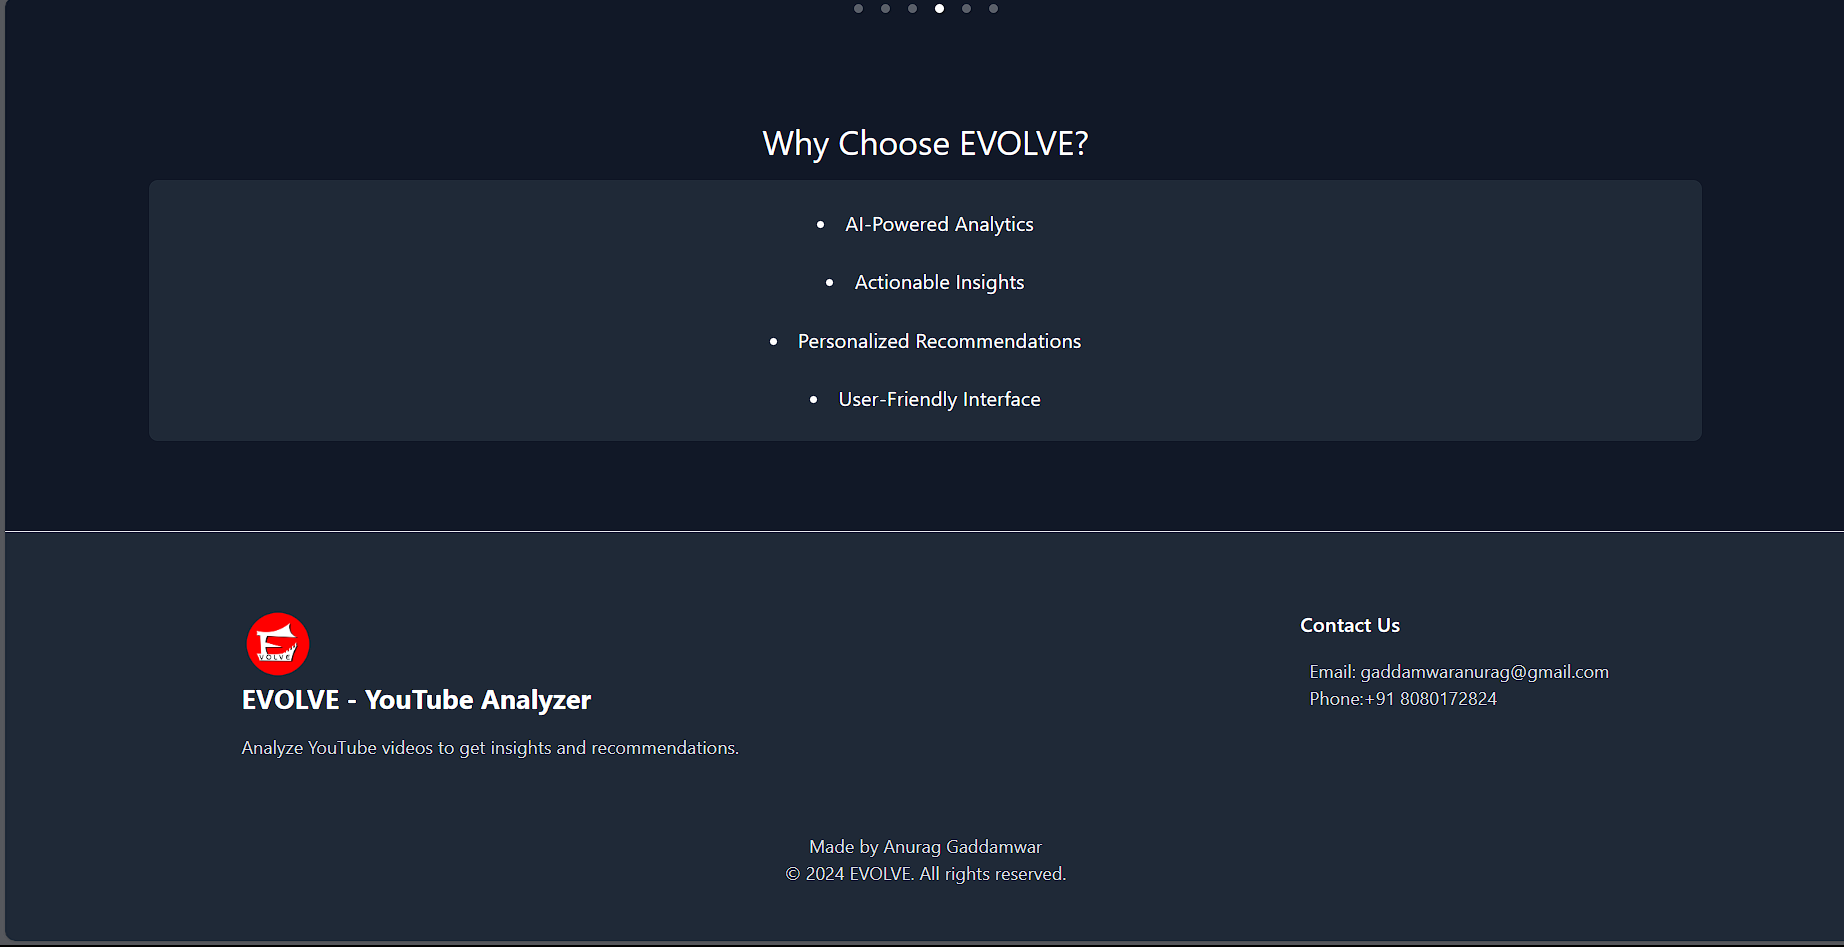 Why Choose EVOLVE?
• AI-Powered Analytics
• Actionable Insights
• Personalized Recommendations
• User-Friendly Interface
EVOLVE
EVOLVE - YouTube Analyzer
Analyze YouTube videos to get insights and recommendations.
Contact Us
Email: gaddamwaranurag@gmail.com
Phone:+91 8080172824
Made by Anurag Gaddamwar
© 2024 EVOLVE. All rights reserved.